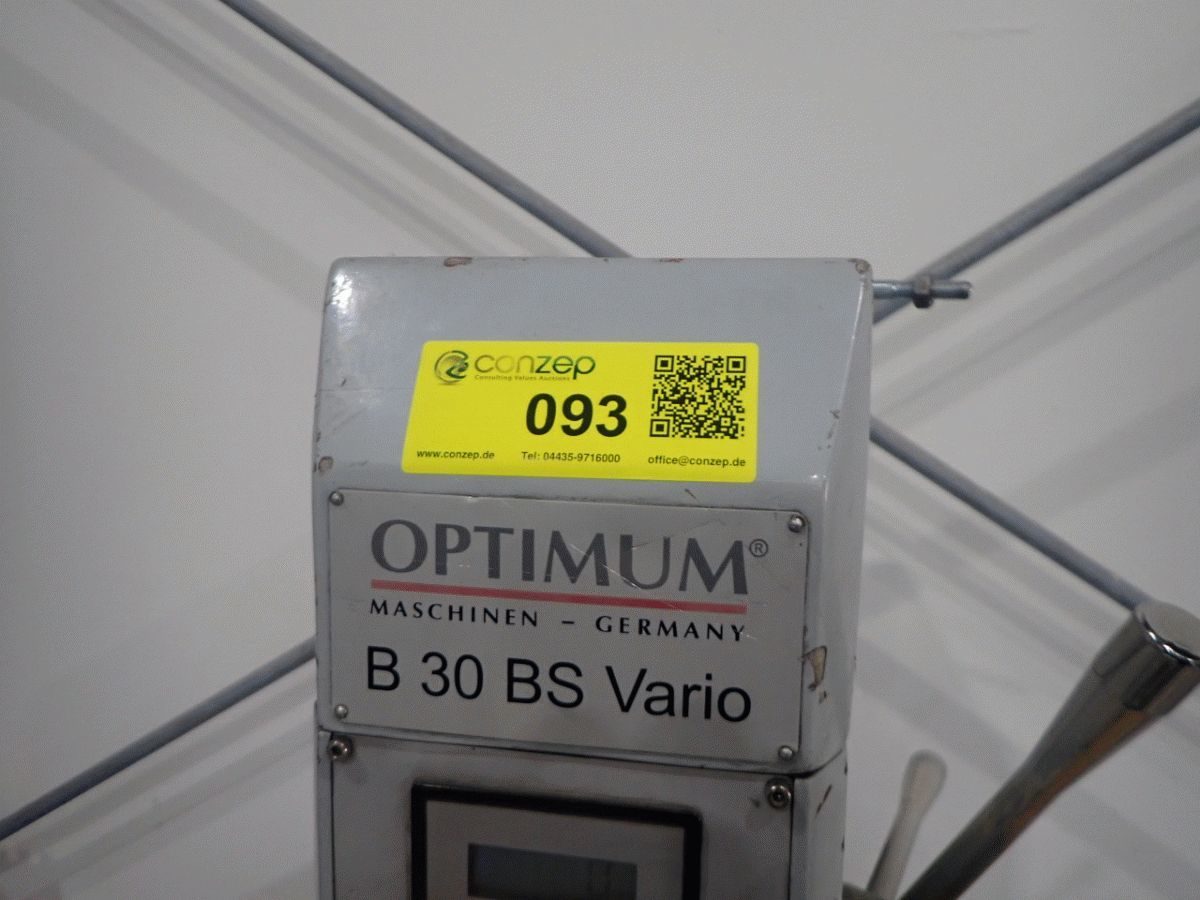 conzep
Consulting Values Auctions
093
www.conzep.de Tel: 04435-9716000 office@conzep.de
OPTIMUM®
MASCHINEN – GERMANY
B 30 BS Vario